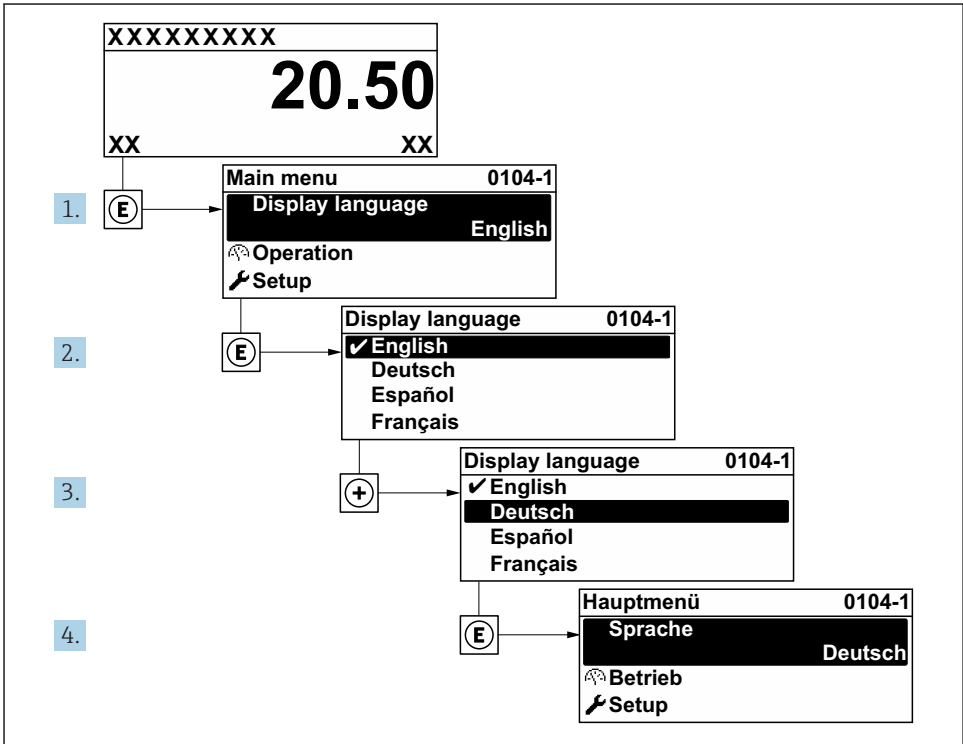 XXXXXXXXX
20.50
XX XX
1. E
Main menu 0104-1
Display language
English
Operation
Setup
2. E
Display language 0104-1
✔ English
Deutsch
Español
Français
3. +
Display language 0104-1
✔ English
Deutsch
Español
Français
4. E
Hauptmenü 0104-1
Sprache
Deutsch
Betrieb
Setup